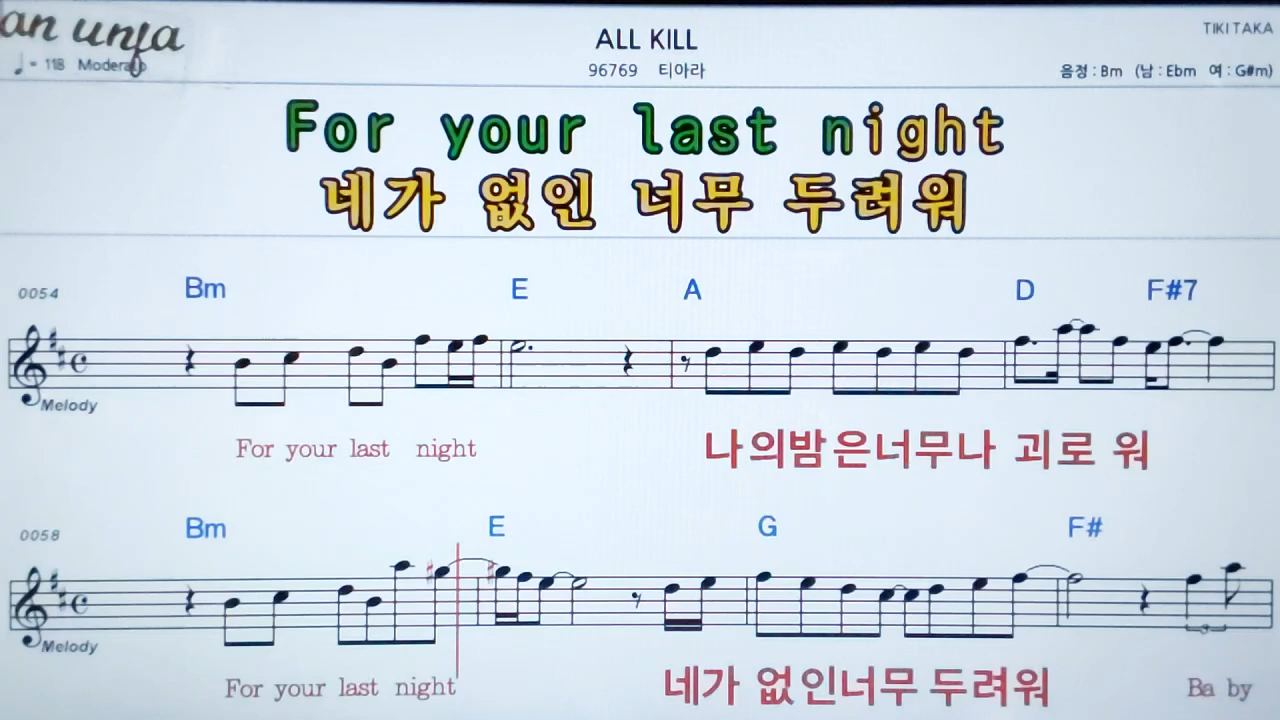 an unfa
ALL KILL
TIKITAKA
♩= 118 Moderato
96769 티아라
음정 : Bm (남 : Ebm 여 : G#m)
For your last night
네가 없인 너무 두려워
0054 Bm E A D F#7
Melody
For your last night 나의밤은너무나 괴로워
0058 Bm E G F#
Melody
For your last night 네가 없인너무 두려워 Ba by